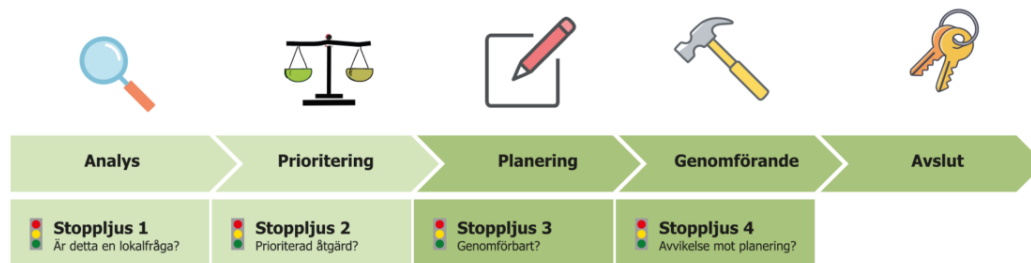 Analys
Prioritering
Planering
Genomförande
Avslut
Stoppljus 1
Är detta en lokalfråga?
Stoppljus 2
Prioriterad åtgärd?
Stoppljus 3
Genomförbart?
Stoppljus 4
Avvikelse mot planering?